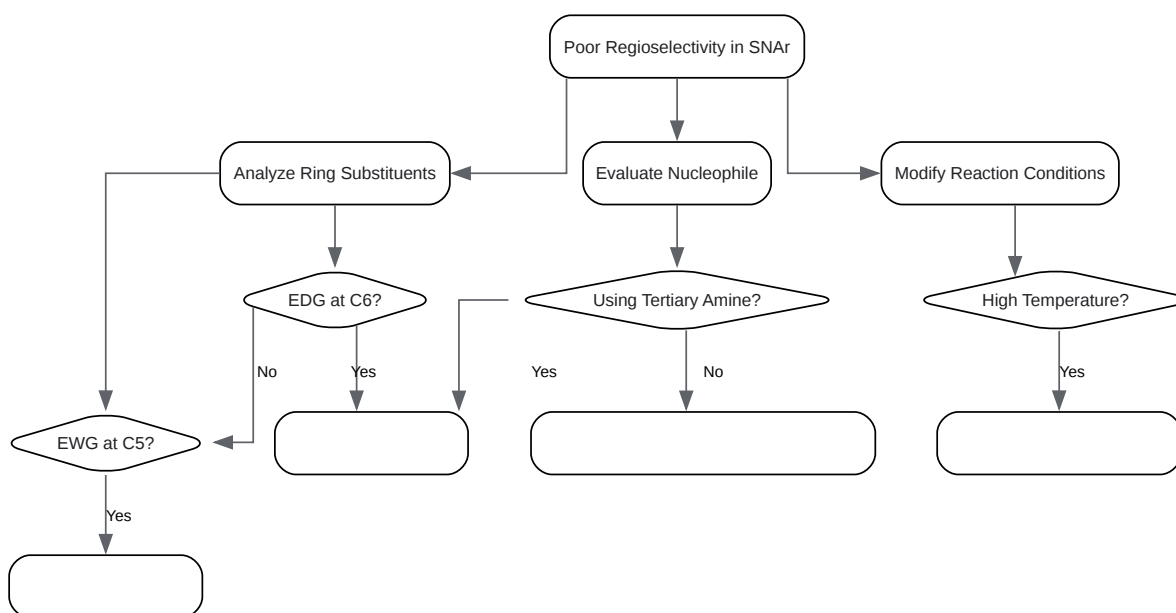 Poor Regioselectivity in SNAr
Analyze Ring Substituents
Evaluate Nucleophile
Modify Reaction Conditions
EDG at C6?
Using Tertiary Amine?
High Temperature?
No
Yes
Yes
No
Yes
EWG at C5?
Yes